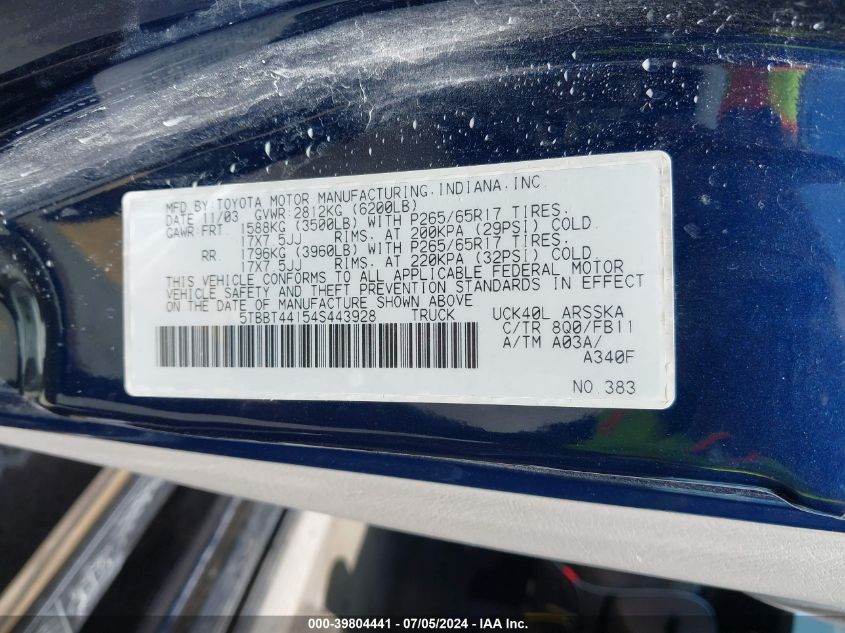 MFD.BY:TOYOTA MOTOR MANUFACTURING.INDIANA.INC.
DATE 11/03 GVWR:2812KG (6200LB)
GAWR:FRT. 1588KG (3500LB) WITH P265/65R17 TIRES.
17X7.5JJ RIMS. AT 200KPA (29PSI) COLD.
RR. 1796KG (3960LB) WITH P265/65R17 TIRES.
17X7.5JJ RIMS. AT 220KPA (32PSI) COLD.
THIS VEHICLE CONFORMS TO ALL APPLICABLE FEDERAL MOTOR
VEHICLE SAFETY AND THEFT PREVENTION STANDARDS IN EFFECT
ON THE DATE OF MANUFACTURE SHOWN ABOVE
5TBBT44154S443928 TRUCK UCK40L ARSSKA
C/TR 8Q0/FB11
A/TM A03A/
A340F
NO.383
000-39804441 - 07/05/2024 - IAA Inc.